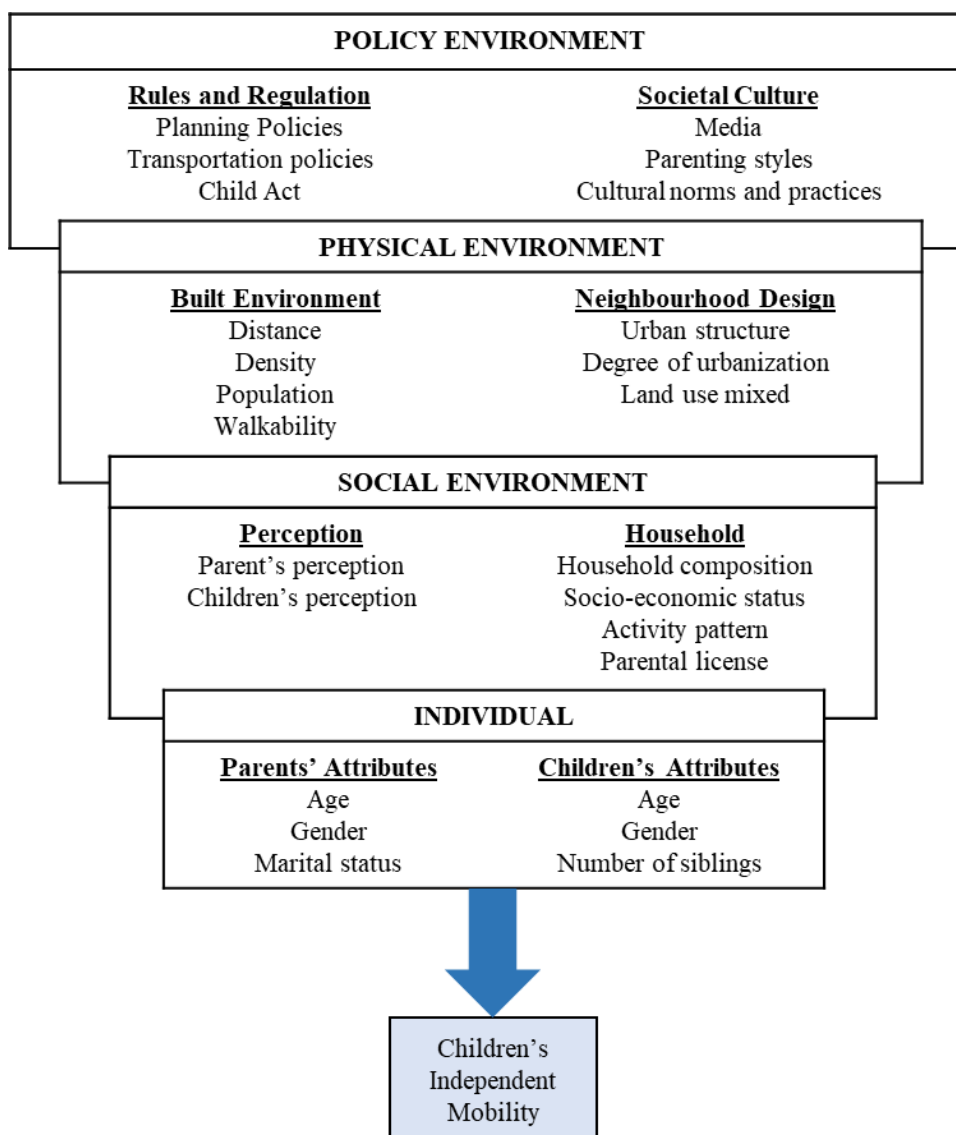 POLICY ENVIRONMENT
Rules and Regulation
Planning Policies
Transportation policies
Child Act
Societal Culture
Media
Parenting styles
Cultural norms and practices
PHYSICAL ENVIRONMENT
Built Environment
Distance
Density
Population
Walkability
Neighbourhood Design
Urban structure
Degree of urbanization
Land use mixed
SOCIAL ENVIRONMENT
Perception
Parent’s perception
Children’s perception
Household
Household composition
Socio-economic status
Activity pattern
Parental license
INDIVIDUAL
Parents’ Attributes
Age
Gender
Marital status
Children’s Attributes
Age
Gender
Number of siblings
Children’s
Independent
Mobility